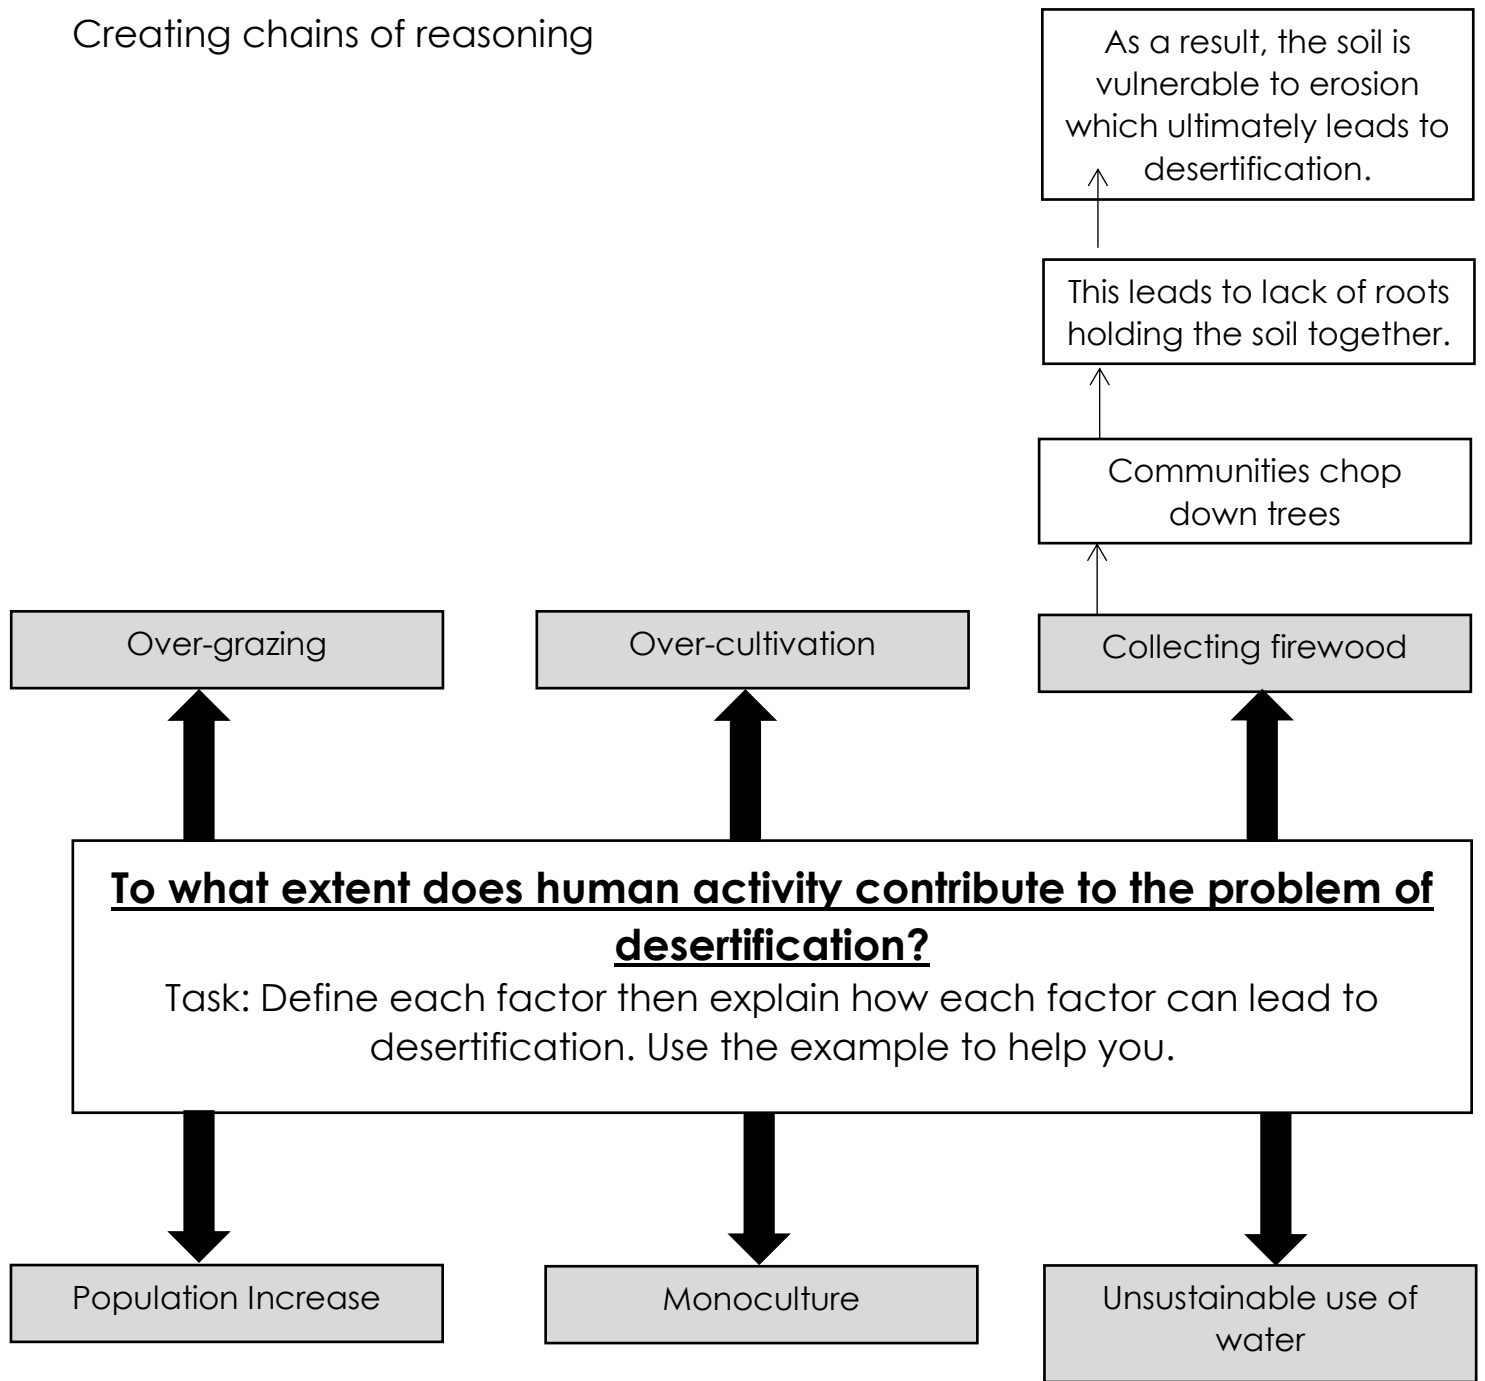 Creating chains of reasoning
As a result, the soil is
vulnerable to erosion
which ultimately leads to
desertification.
This leads to lack of roots
holding the soil together.
Communities chop
down trees
Over-grazing
Over-cultivation
Collecting firewood
To what extent does human activity contribute to the problem of
desertification?
Task: Define each factor then explain how each factor can lead to
desertification. Use the example to help you.
Population Increase
Monoculture
Unsustainable use of
water